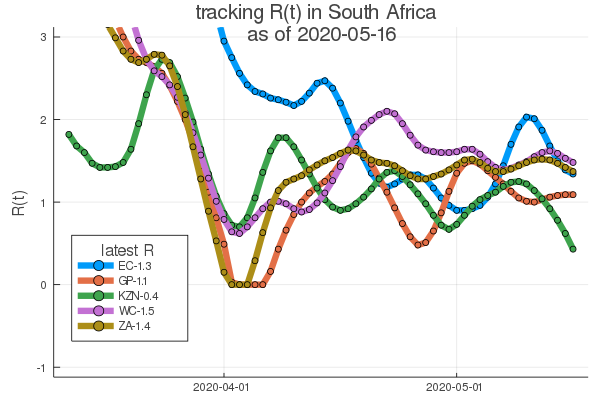 tracking R(t) in South Africa
as of 2020-05-16
3
2
1
0
-1
R(t)
latest R
EC-1.3
GP-1.1
KZN-0.4
WC-1.5
ZA-1.4
2020-04-01
2020-05-01